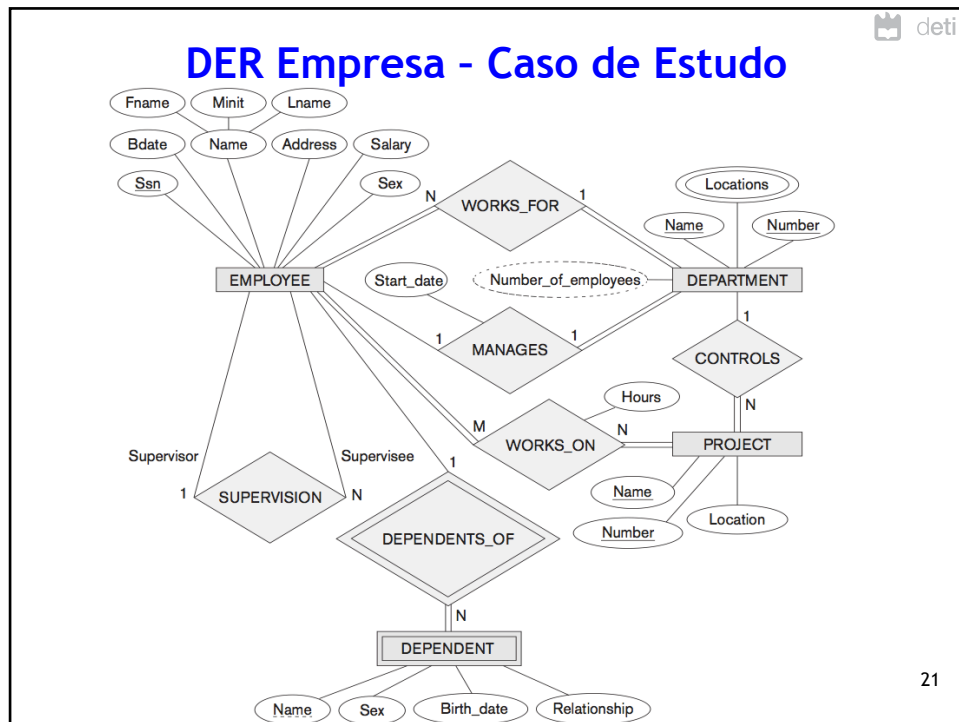 deti
DER Empresa – Caso de Estudo
Fname Minit Lname
Bdate Name Address Salary
Ssn Sex
N WORKS_FOR 1
Locations
Name Number
EMPLOYEE Start_date Number_of_employees DEPARTMENT
1 MANAGES 1
1
CONTROLS
N
Hours
M WORKS_ON N PROJECT
Supervisor Supervisee 1
1 SUPERVISION N
Name
Number Location
DEPENDENTS_OF
N
DEPENDENT
Name Sex Birth_date Relationship
21